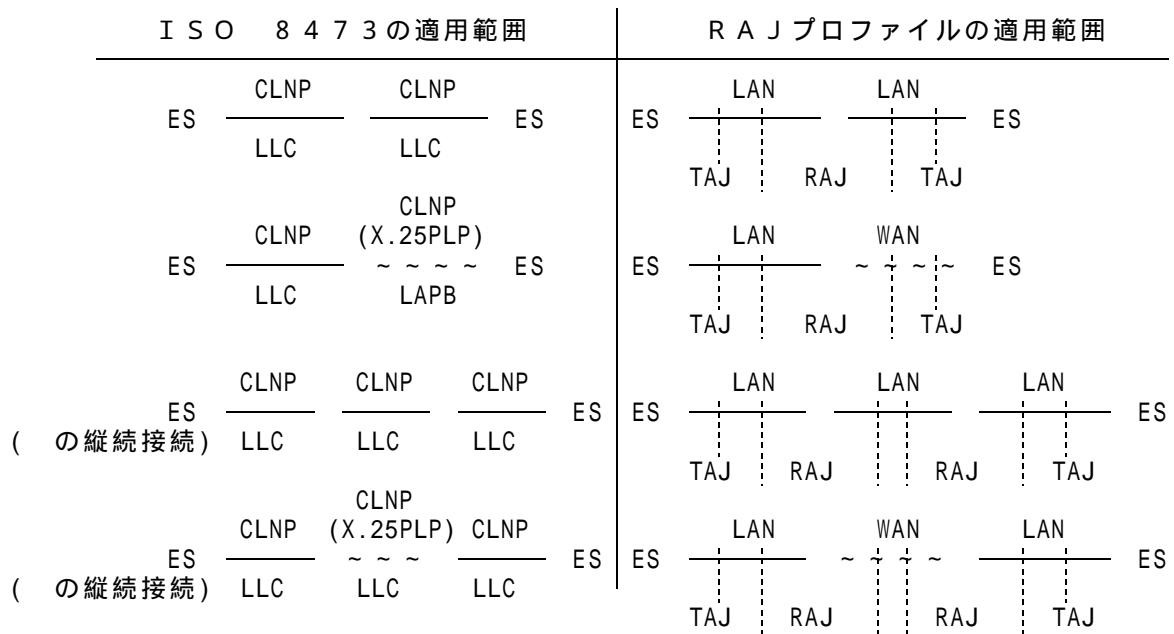 ＩＳＯ　８４７３の適用範囲 ＲＡＪプロファイルの適用範囲
CLNP CLNP LAN LAN
ES ES ES ES
LLC LLC
TAJ RAJ TAJ
CLNP
CLNP (X.25PLP) LAN WAN
ES ~ ~ ~ ~ ES ES ~ ~ ~ ~ ES
LLC LAPB
TAJ RAJ TAJ
CLNP CLNP CLNP LAN LAN LAN
ES ES ES ES
(　の縦続接続) LLC LLC LLC
TAJ RAJ RAJ TAJ
CLNP
CLNP (X.25PLP) CLNP LAN WAN LAN
ES ~ ~ ~ ES ES ~ ~ ~ ~ ES
(　の縦続接続) LLC LLC LLC
TAJ RAJ RAJ TAJ